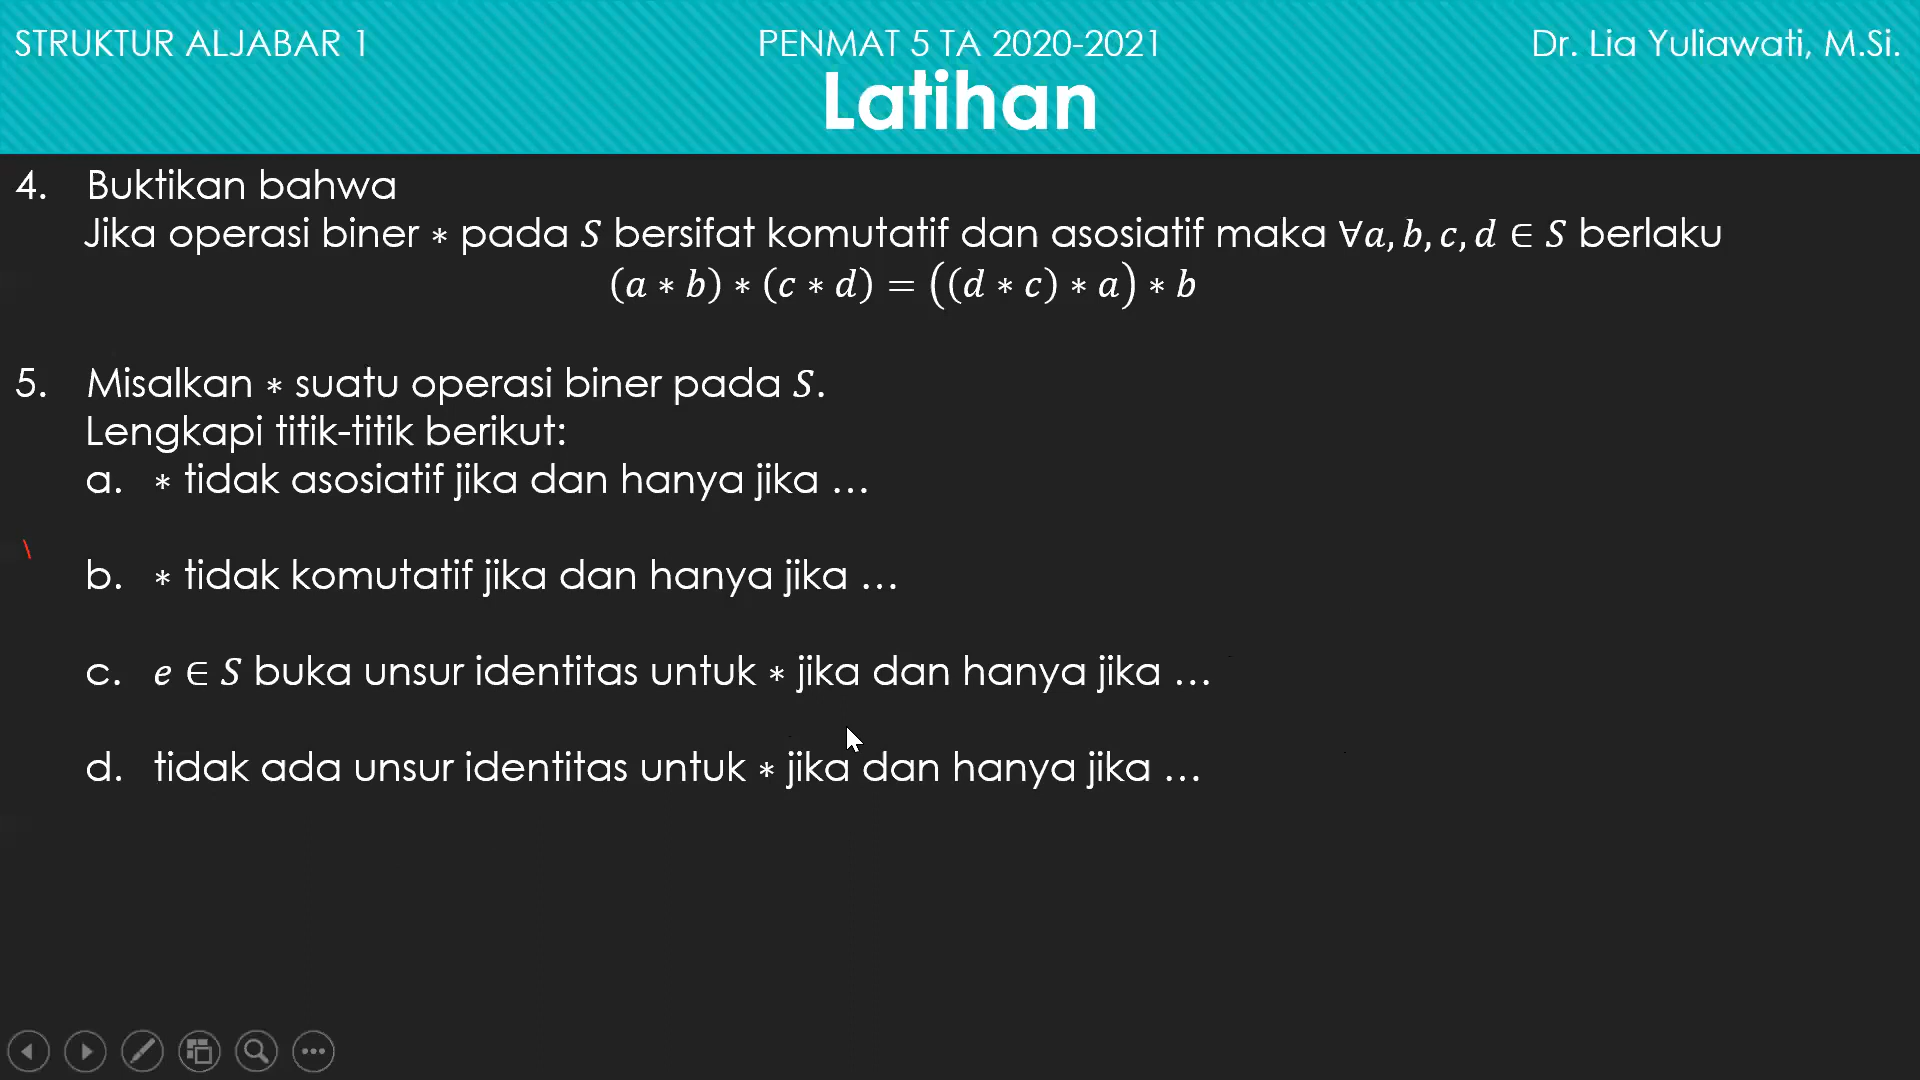 STRUKTUR ALJABAR 1 PENMAT 5 TA 2020-2021 Dr. Lia Yuliawati, M.Si.
Latihan
4. Buktikan bahwa
Jika operasi biner ∗ pada 𝑆 bersifat komutatif dan asosiatif maka ∀𝑎, 𝑏, 𝑐, 𝑑 ∈ 𝑆 berlaku
(𝑎 ∗ 𝑏) ∗ (𝑐 ∗ 𝑑) = ((𝑑 ∗ 𝑐) ∗ 𝑎) ∗ 𝑏
5. Misalkan ∗ suatu operasi biner pada 𝑆.
Lengkapi titik-titik berikut:
a. ∗ tidak asosiatif jika dan hanya jika …
b. ∗ tidak komutatif jika dan hanya jika …
c. 𝑒 ∈ 𝑆 buka unsur identitas untuk ∗ jika dan hanya jika …
d. tidak ada unsur identitas untuk ∗ jika dan hanya jika …